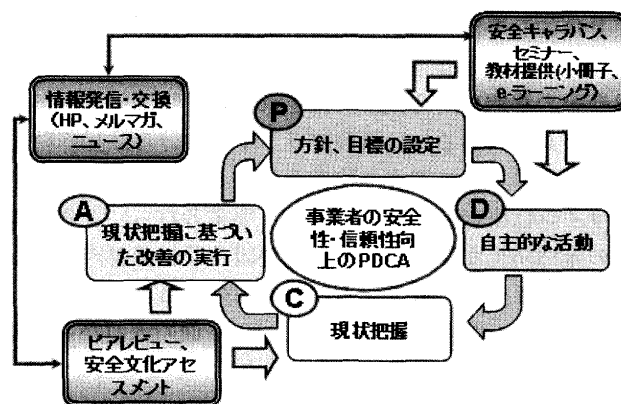 安全キャラバン、
セミナー、
教材提供(小冊子、
e-ラーニング)
情報発信・交換
(HP、メルマガ、
ニュース)
P
方針、目標の設定
A
現状把握に基づい
た改善の実行
事業者の安全
性・信頼性向
上のPDCA
D
自主的な活動
C
現状把握
ピアレビュー、
安全文化アセ
スメント